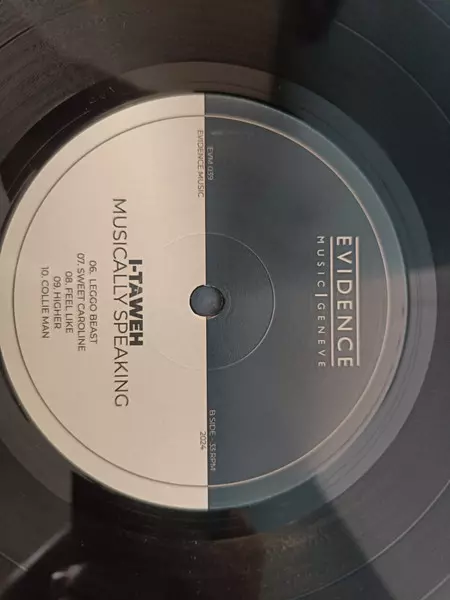 EVIDENCE
MUSIC | GENEVE
EVM 099
EVIDENCE MUSIC
B SIDE - 33 RPM
2024
I-TAWEH
MUSICALLY SPEAKING
06. LEGGO BEAST
07. SWEET CAROLINE
08. FEEL LIKE
09. HIGHER
10. COLLIE MAN